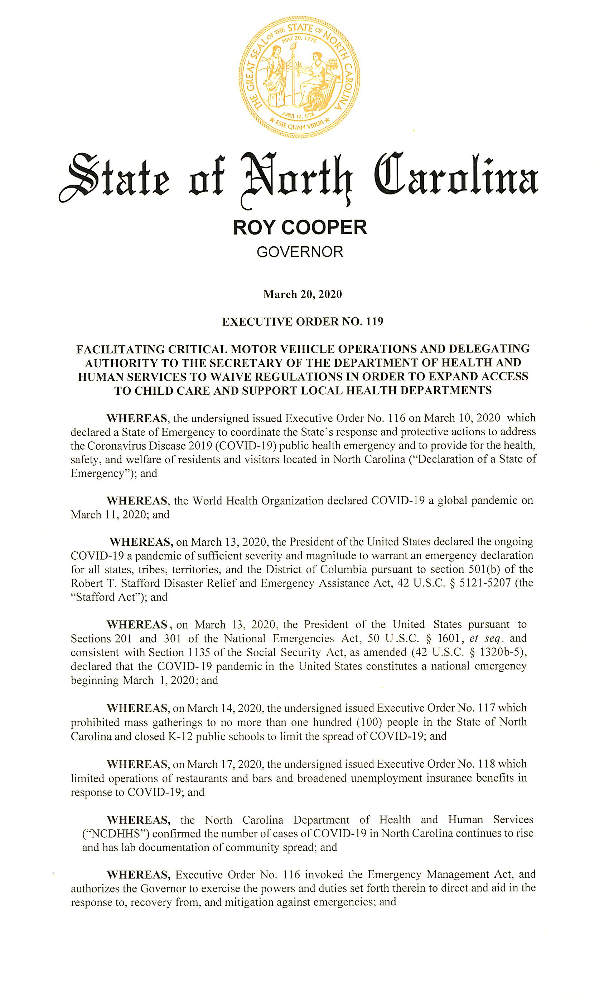 THE GREAT SEAL OF THE STATE OF NORTH CAROLINA
MAY 20, 1775
APRIL 12, 1776
★ ESSE QUAM VIDERI ★
State of North Carolina
ROY COOPER
GOVERNOR
March 20, 2020
EXECUTIVE ORDER NO. 119
FACILITATING CRITICAL MOTOR VEHICLE OPERATIONS AND DELEGATING
AUTHORITY TO THE SECRETARY OF THE DEPARTMENT OF HEALTH AND
HUMAN SERVICES TO WAIVE REGULATIONS IN ORDER TO EXPAND ACCESS
TO CHILD CARE AND SUPPORT LOCAL HEALTH DEPARTMENTS
WHEREAS, the undersigned issued Executive Order No. 116 on March 10, 2020 which
declared a State of Emergency to coordinate the State's response and protective actions to address
the Coronavirus Disease 2019 (COVID-19) public health emergency and to provide for the health,
safety, and welfare of residents and visitors located in North Carolina (“Declaration of a State of
Emergency”); and
WHEREAS, the World Health Organization declared COVID-19 a global pandemic on
March 11, 2020; and
WHEREAS, on March 13, 2020, the President of the United States declared the ongoing
COVID-19 a pandemic of sufficient severity and magnitude to warrant an emergency declaration
for all states, tribes, territories, and the District of Columbia pursuant to section 501(b) of the
Robert T. Stafford Disaster Relief and Emergency Assistance Act, 42 U.S.C. § 5121-5207 (the
“Stafford Act”); and
WHEREAS, on March 13, 2020, the President of the United States pursuant to
Sections 201 and 301 of the National Emergencies Act, 50 U.S.C. § 1601, et seq. and
consistent with Section 1135 of the Social Security Act, as amended (42 U.S.C. § 1320b-5),
declared that the COVID-19 pandemic in the United States constitutes a national emergency
beginning March 1, 2020; and
WHEREAS, on March 14, 2020, the undersigned issued Executive Order No. 117 which
prohibited mass gatherings to no more than one hundred (100) people in the State of North
Carolina and closed K-12 public schools to limit the spread of COVID-19; and
WHEREAS, on March 17, 2020, the undersigned issued Executive Order No. 118 which
limited operations of restaurants and bars and broadened unemployment insurance benefits in
response to COVID-19; and
WHEREAS, the North Carolina Department of Health and Human Services
(“NCDHHS”) confirmed the number of cases of COVID-19 in North Carolina continues to rise
and has lab documentation of community spread; and
WHEREAS, Executive Order No. 116 invoked the Emergency Management Act, and
authorizes the Governor to exercise the powers and duties set forth therein to direct and aid in the
response to, recovery from, and mitigation against emergencies; and